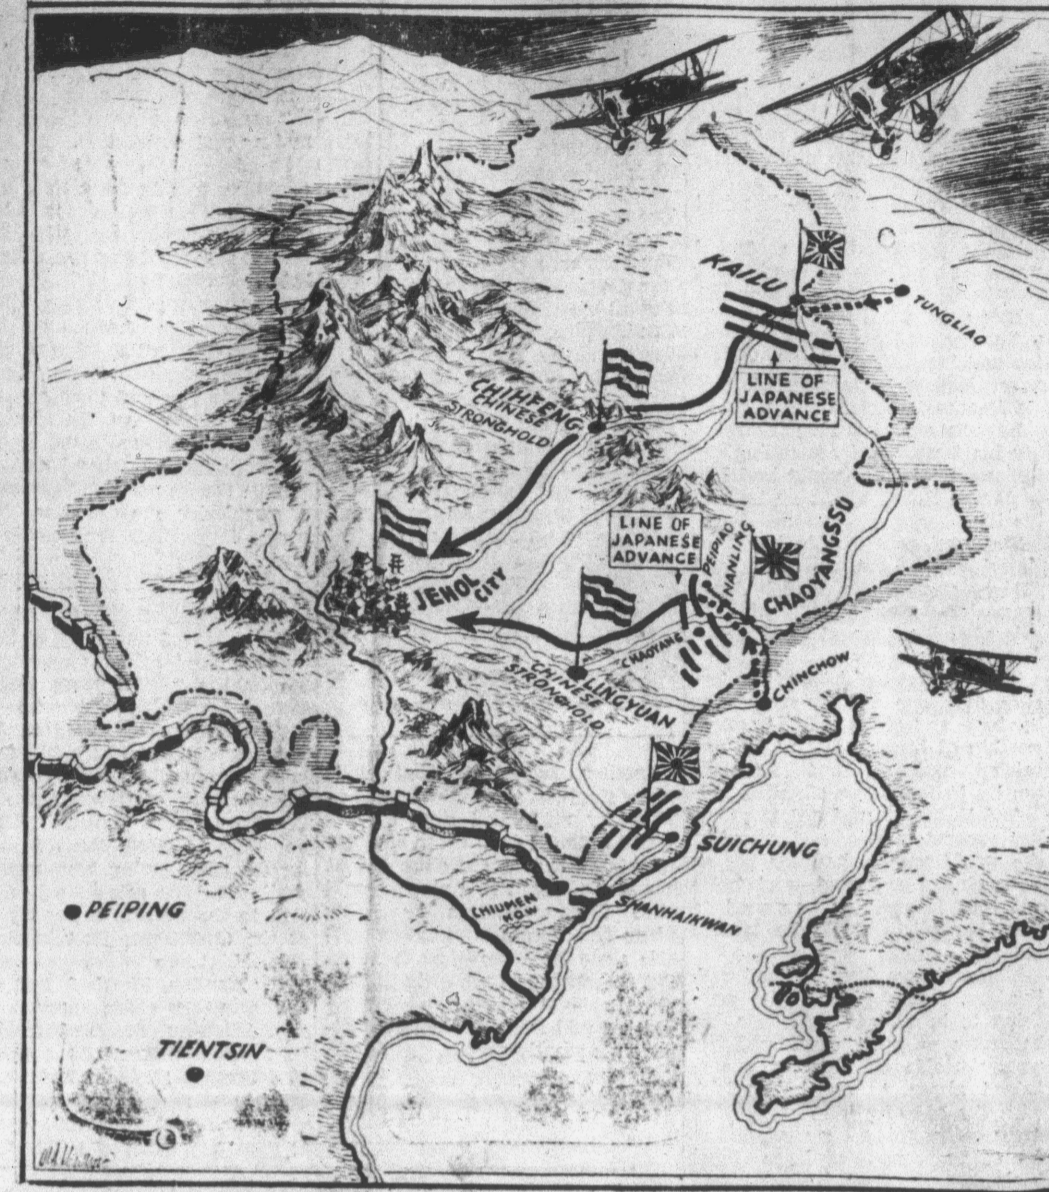 KAILU
TUNGLIAO
LINE OF
JAPANESE
ADVANCE
CHIHFENG
CHINESE
STRONGHOLD
LINE OF
JAPANESE
ADVANCE
PEIPIAO
NANLING
CHAOYANGSSU
JEHOL
CITY
CHAOYANG
CHINCHOW
LINGYUAN
CHINESE
STRONGHOLD
SUICHUNG
CHIUMEN
KOW
SHANHAIKWAN
PEIPING
TIENTSIN